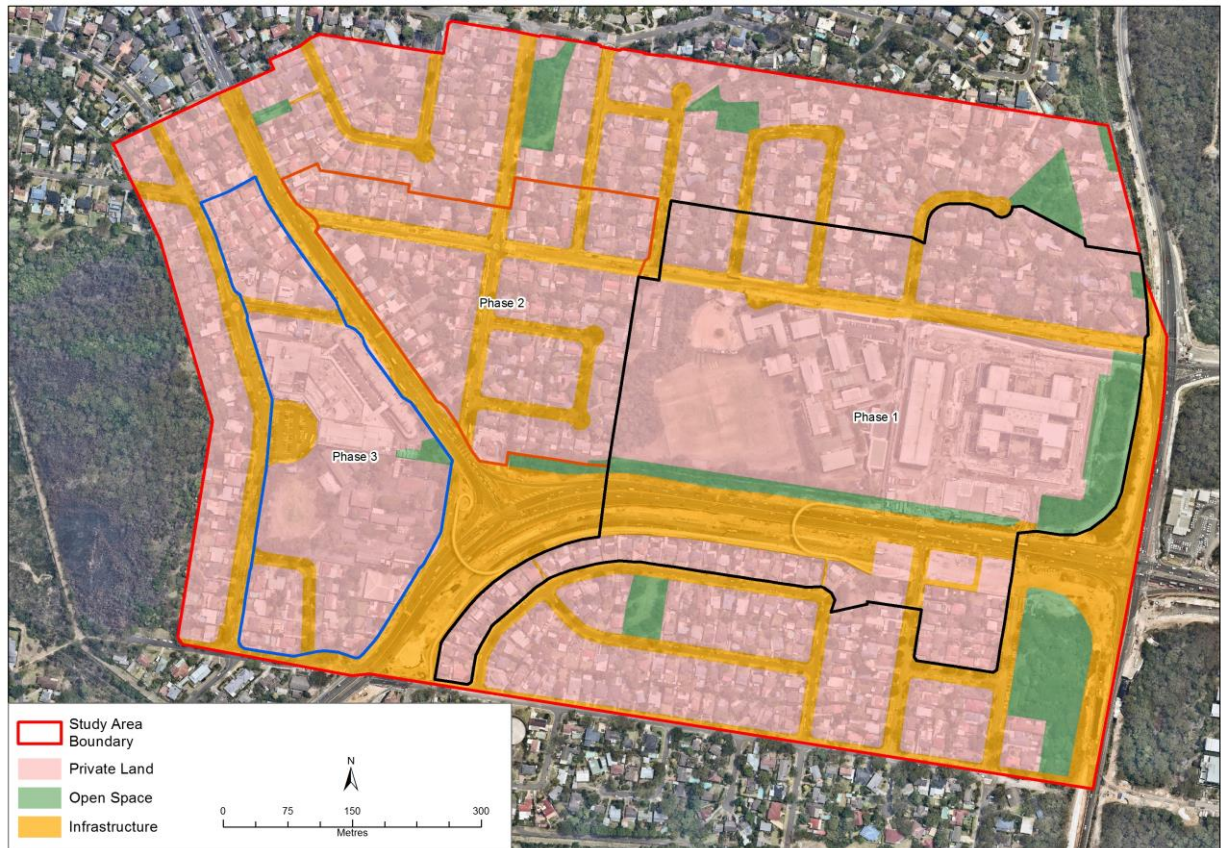 Phase 2
Phase 1
Phase 3
Study Area
Boundary
Private Land
Open Space
Infrastructure
N
0 75 150 300
Metres